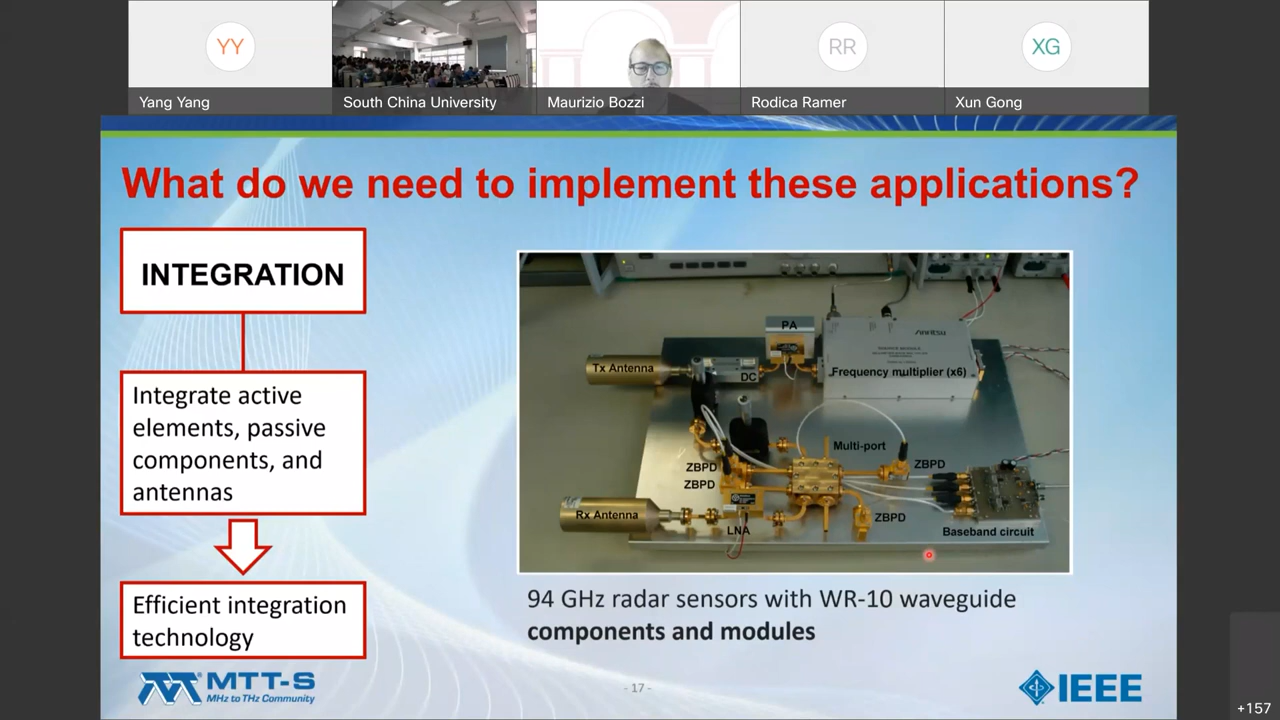 YY
RR
XG
Yang Yang
South China University
Maurizio Bozzi
Rodica Ramer
Xun Gong
What do we need to implement these applications?
INTEGRATION
Integrate active
elements, passive
components, and
antennas
Efficient integration
technology
PA
Anritsu
Tx Antenna
DC
Frequency multiplier (x6)
Multi-port
ZBPD
ZBPD
ZBPD
Rx Antenna
LNA
ZBPD
Baseband circuit
94 GHz radar sensors with WR-10 waveguide
components and modules
MTT-S
MHz to THz Community
- 17 -
IEEE
+157